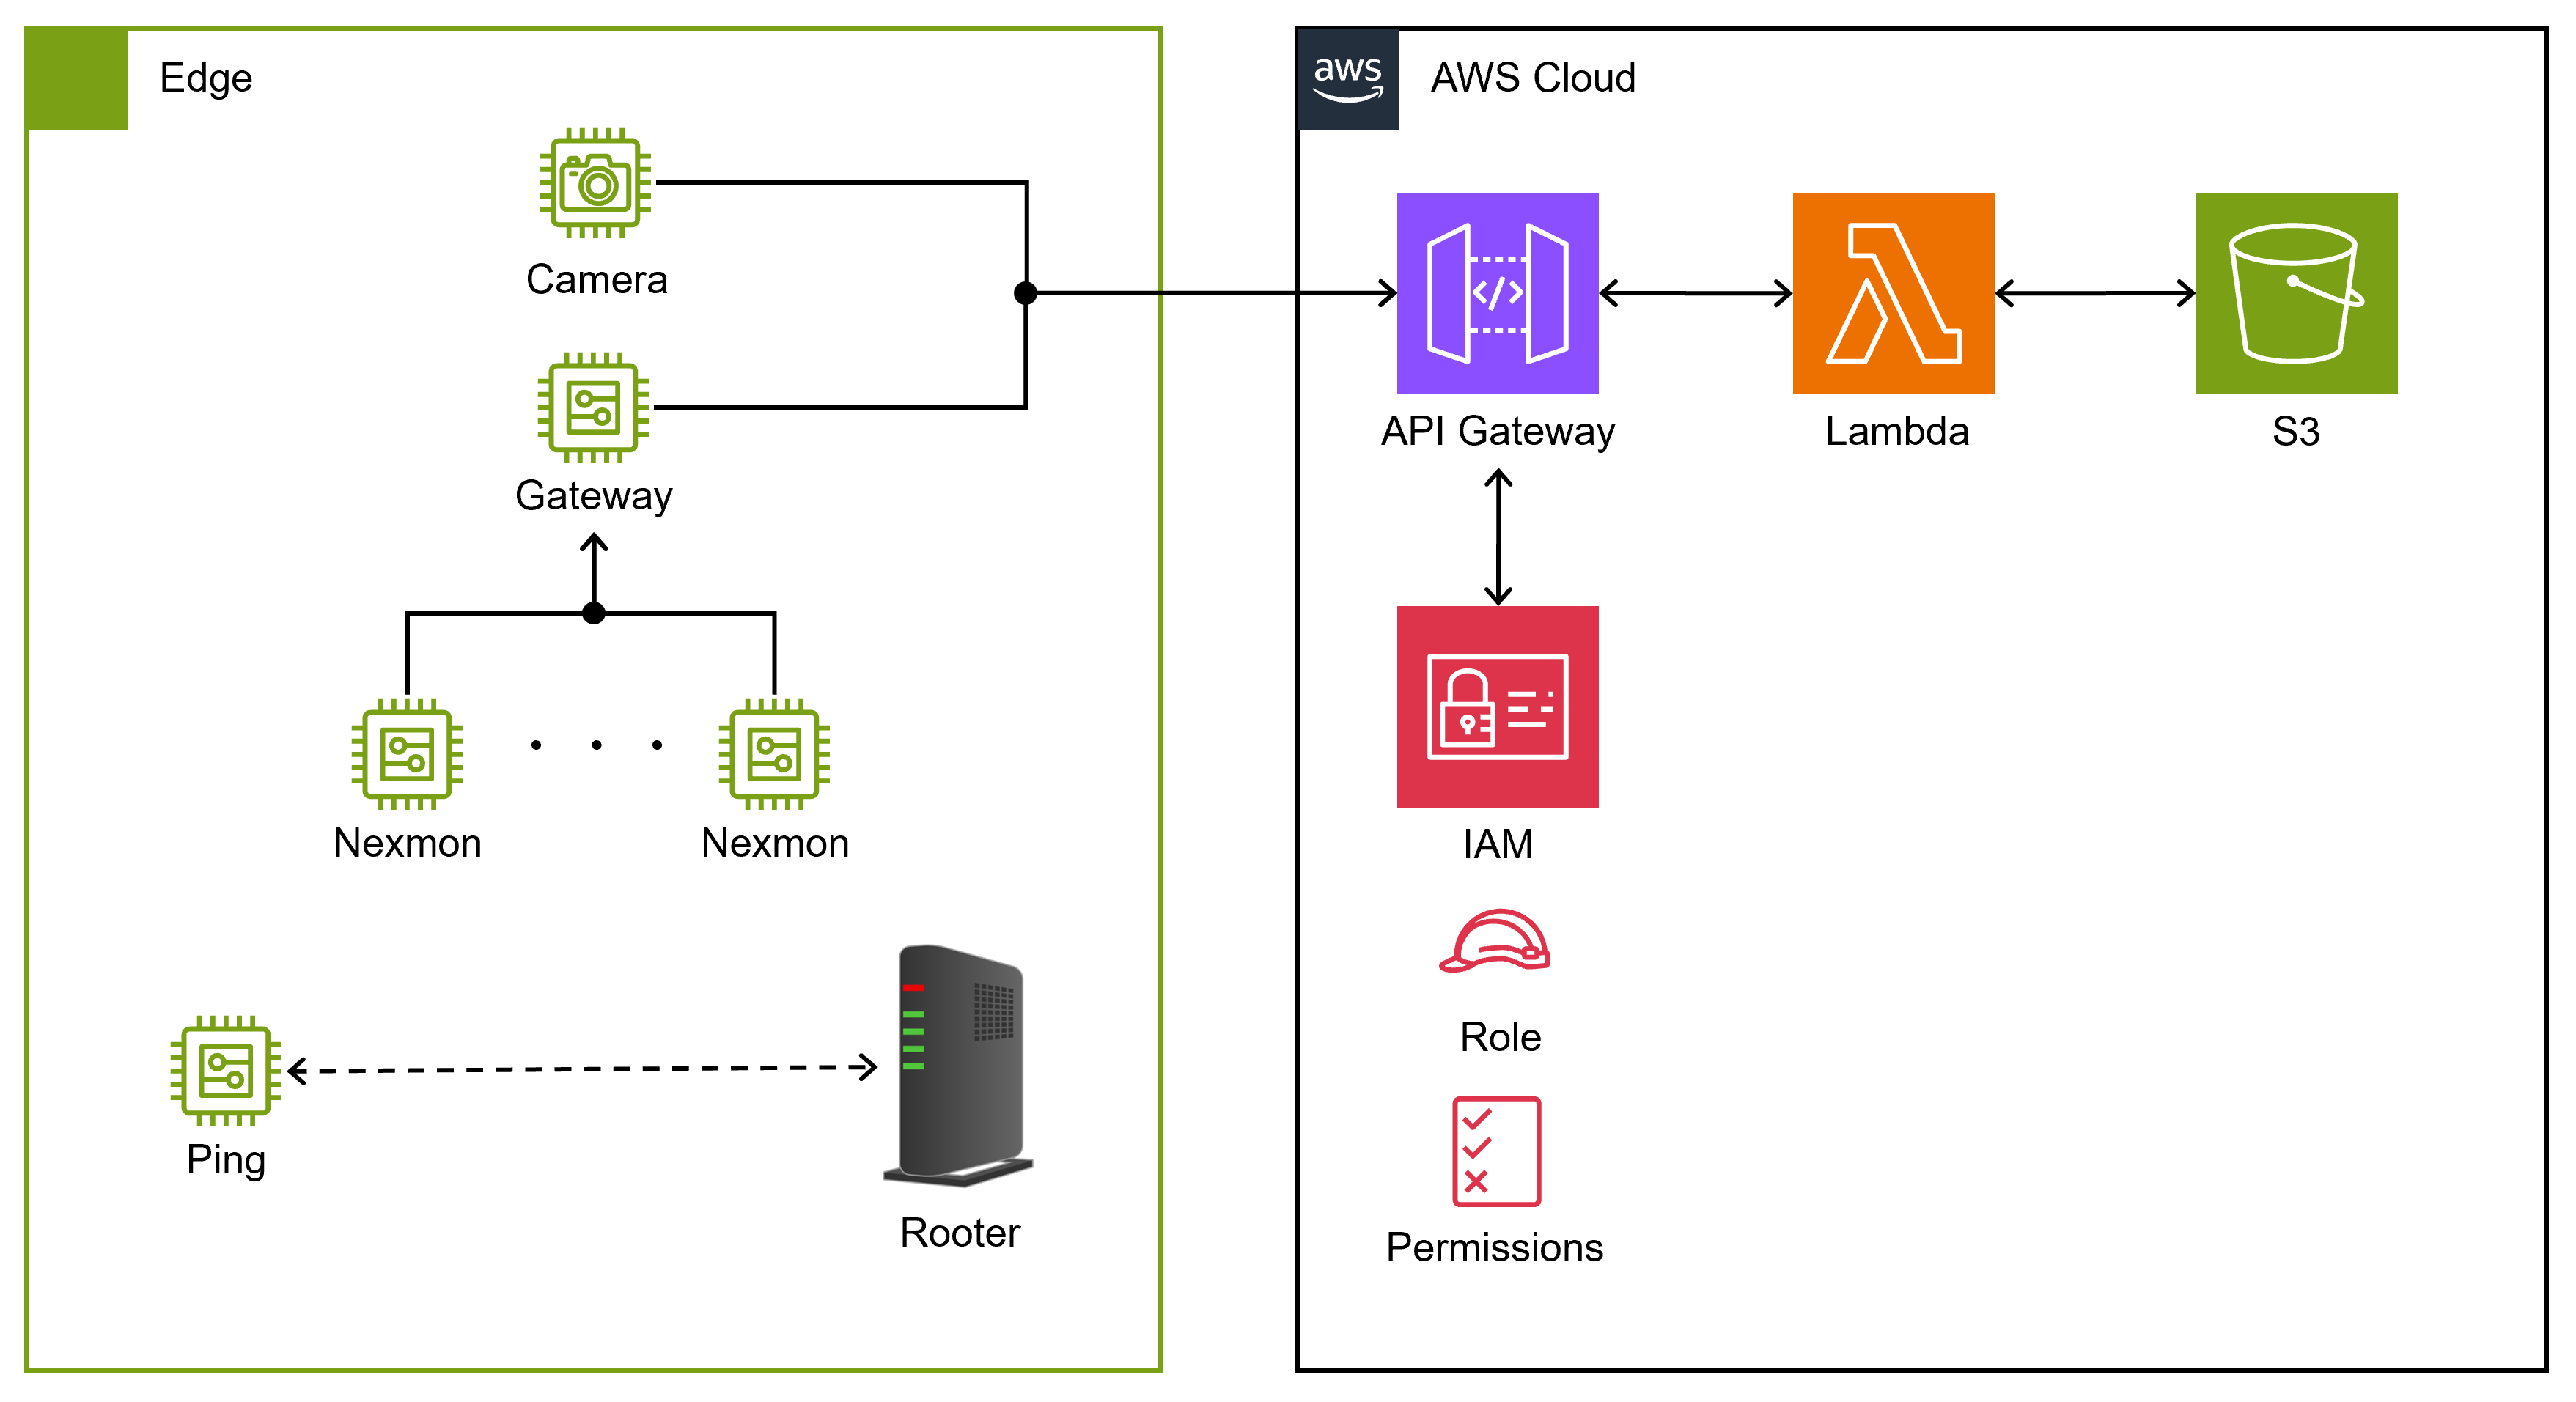 Edge
aws
AWS Cloud
Camera
API Gateway
Lambda
S3
Gateway
Nexmon
Nexmon
IAM
Role
Ping
Rooter
Permissions